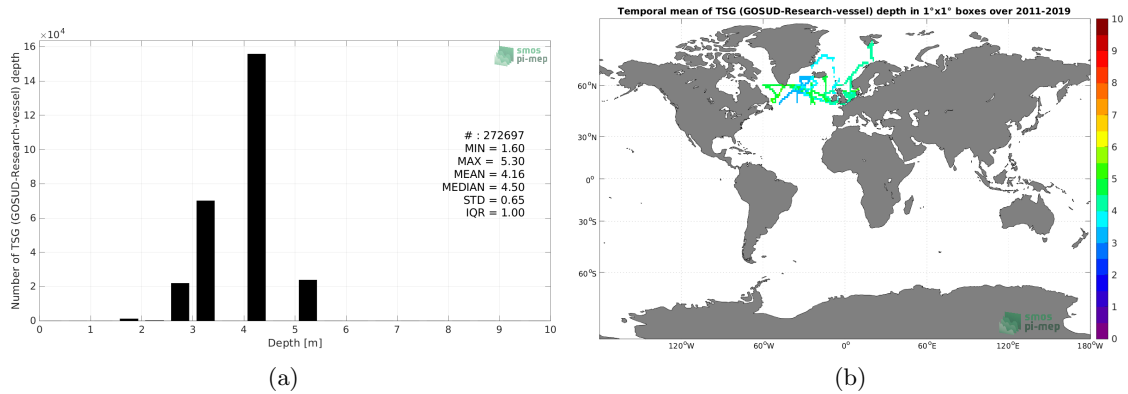 ×10⁴
16
14
12
10
8
6
4
2
0
Number of TSG (GOSUD-Research-vessel) depth
0 1 2 3 4 5 6 7 8 9 10
Depth [m]
smos
pi-mep
# : 272697
MIN = 1.60
MAX = 5.30
MEAN = 4.16
MEDIAN = 4.50
STD = 0.65
IQR = 1.00
(a)
Temporal mean of TSG (GOSUD-Research-vessel) depth in 1°x1° boxes over 2011-2019
60°N
30°N
0°
30°S
60°S
120°W 60°W 0° 60°E 120°E 180°W
smos
pi-mep
10
9
8
7
6
5
4
3
2
1
0
(b)